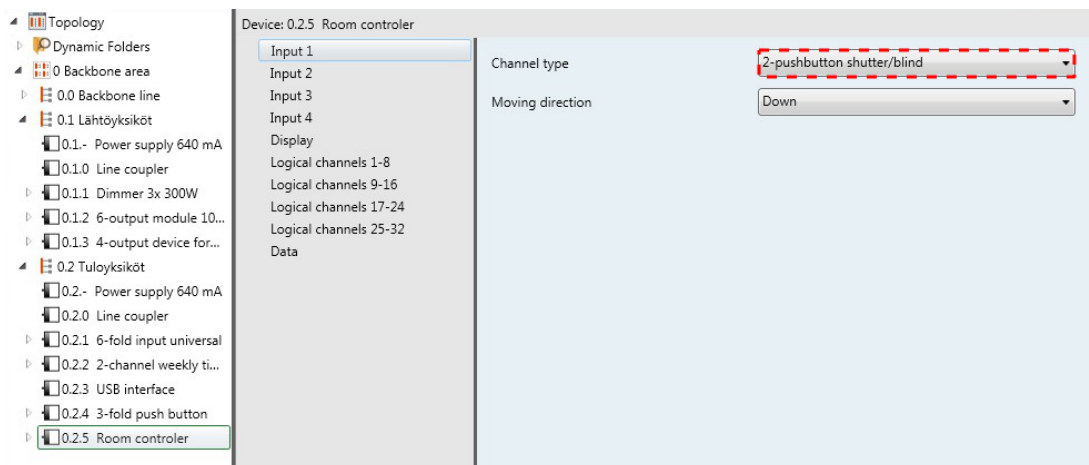 Topology
Dynamic Folders
0 Backbone area
0.0 Backbone line
0.1 Lähtöyksiköt
0.1.- Power supply 640 mA
0.1.0 Line coupler
0.1.1 Dimmer 3x 300W
0.1.2 6-output module 10...
0.1.3 4-output device for...
0.2 Tuloyksiköt
0.2.- Power supply 640 mA
0.2.0 Line coupler
0.2.1 6-fold input universal
0.2.2 2-channel weekly ti...
0.2.3 USB interface
0.2.4 3-fold push button
0.2.5 Room controler
Device: 0.2.5 Room controler
Input 1
Input 2
Input 3
Input 4
Display
Logical channels 1-8
Logical channels 9-16
Logical channels 17-24
Logical channels 25-32
Data
Channel type 2-pushbutton shutter/blind
Moving direction Down